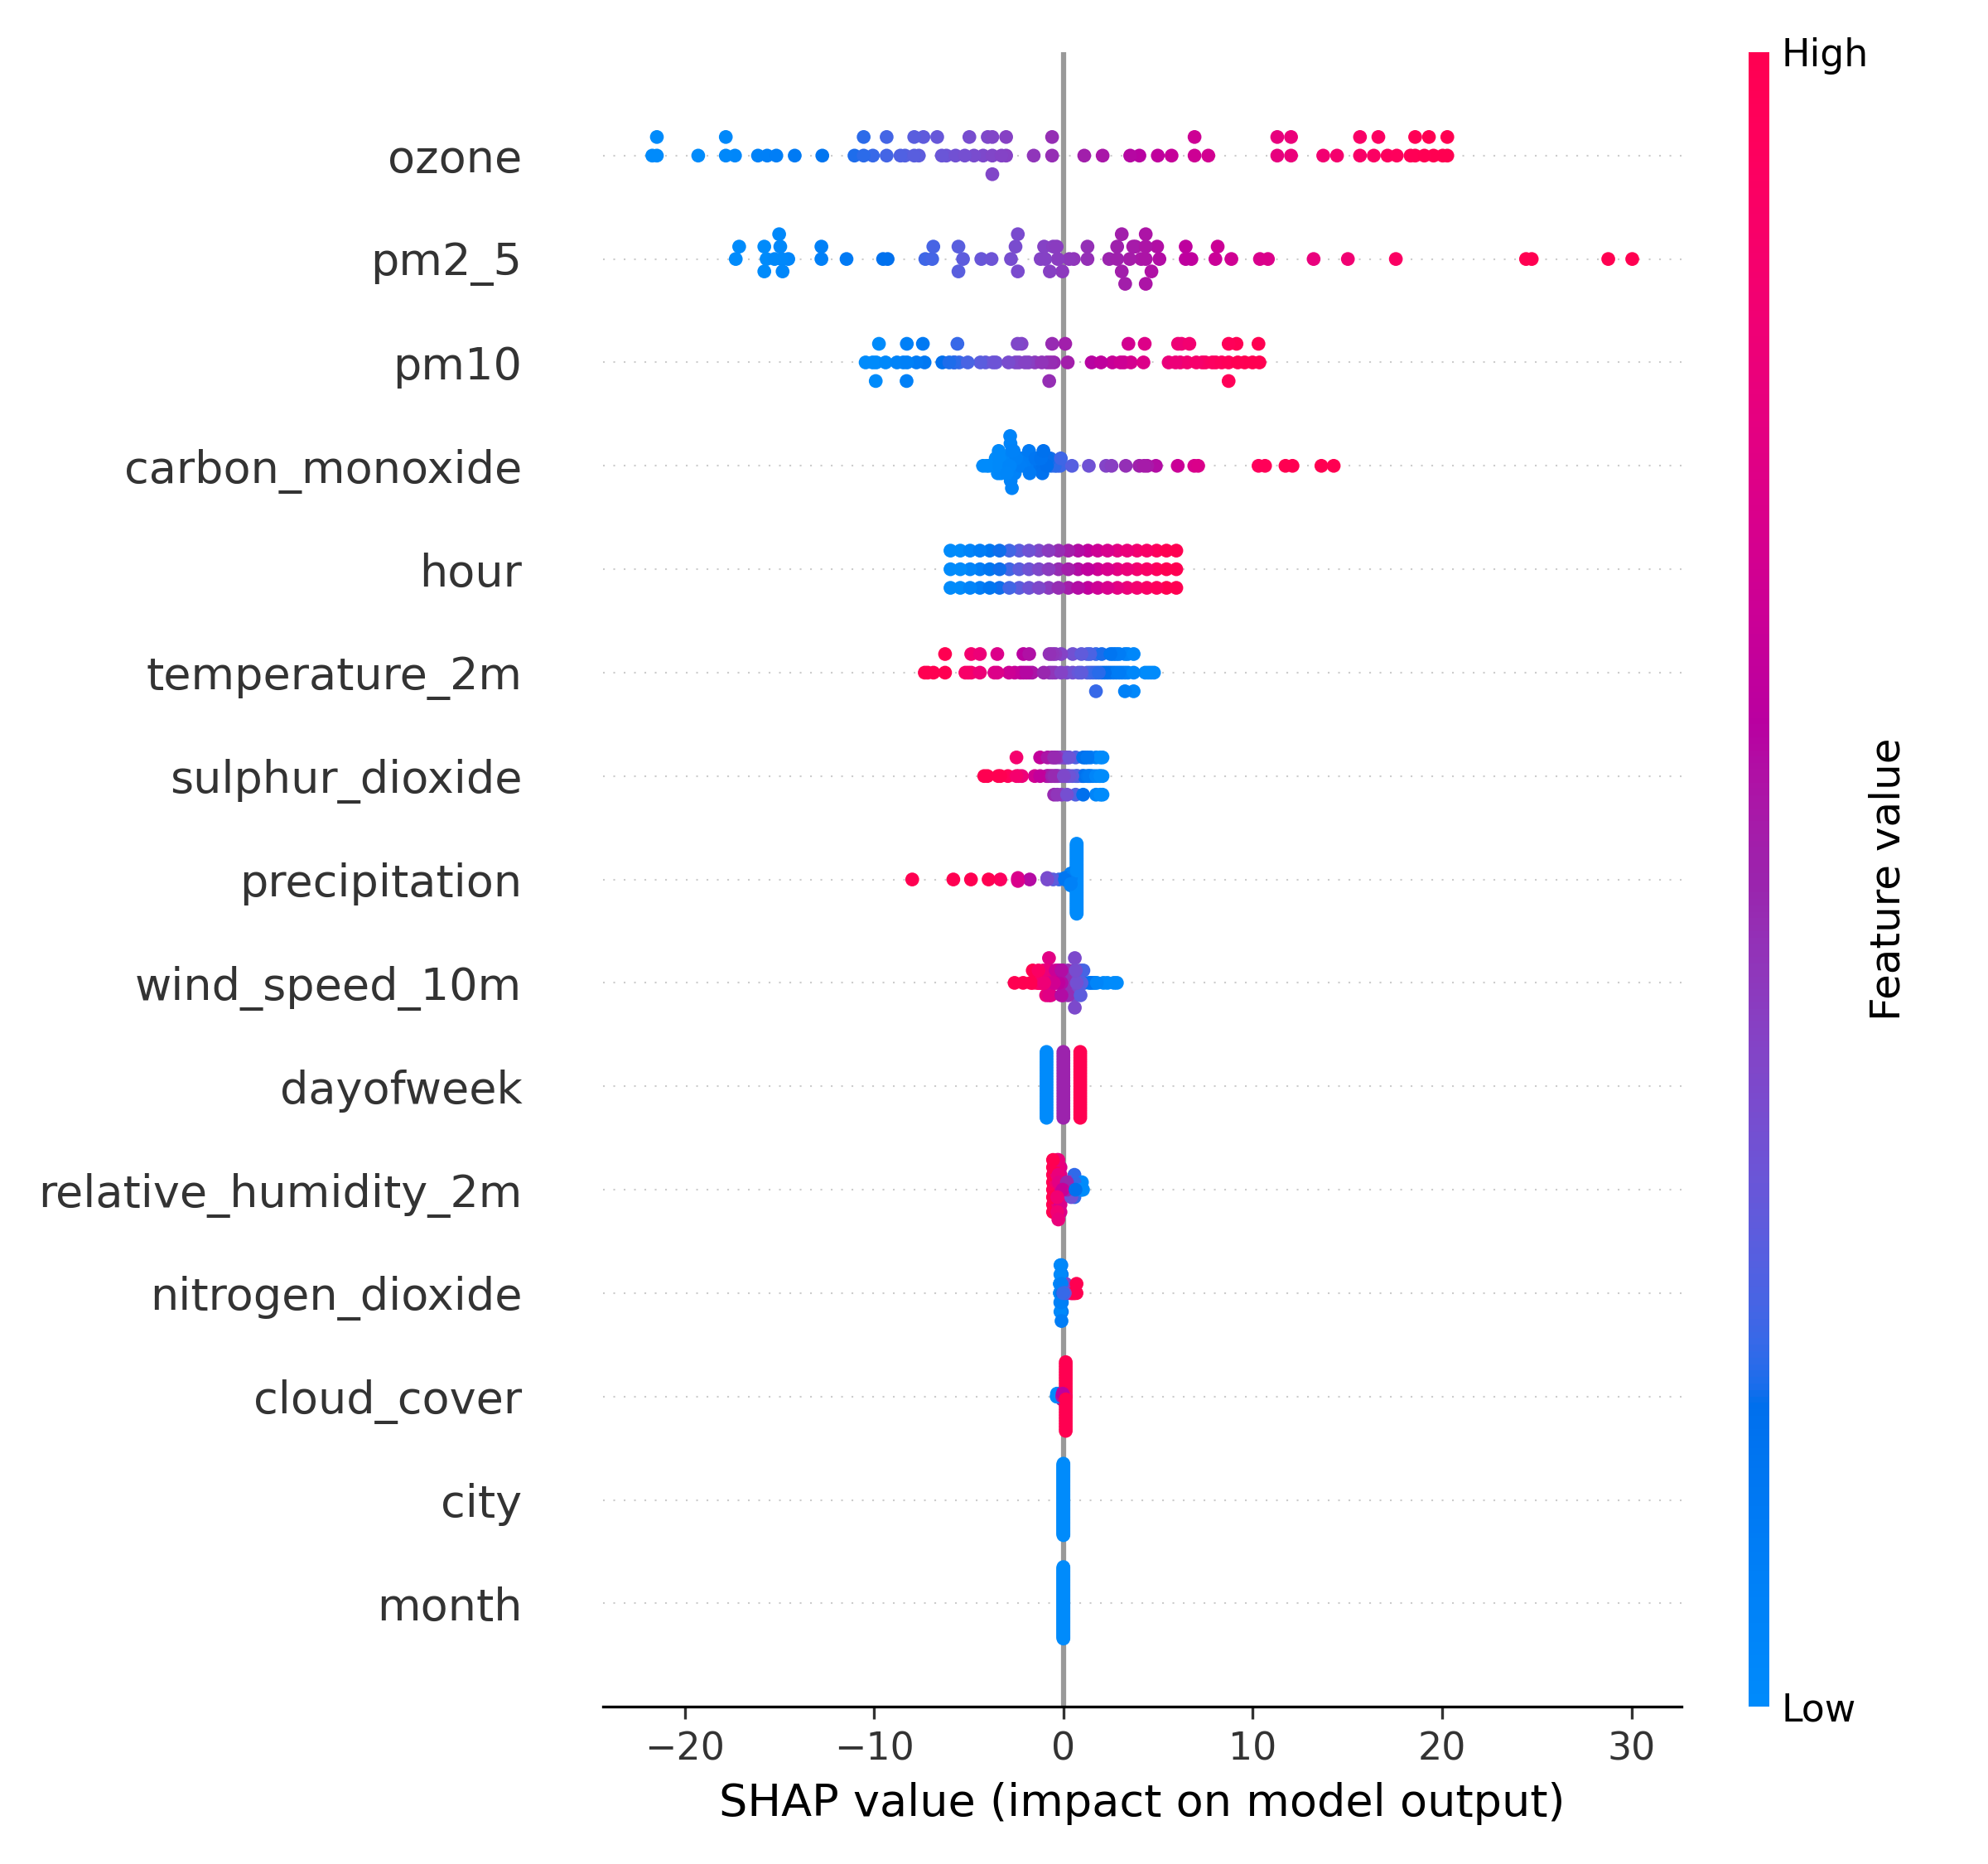 High
ozone
pm2_5
pm10
carbon_monoxide
hour
temperature_2m
sulphur_dioxide
precipitation
wind_speed_10m
dayofweek
relative_humidity_2m
nitrogen_dioxide
cloud_cover
city
month
Feature value
Low
−20 −10 0 10 20 30
SHAP value (impact on model output)